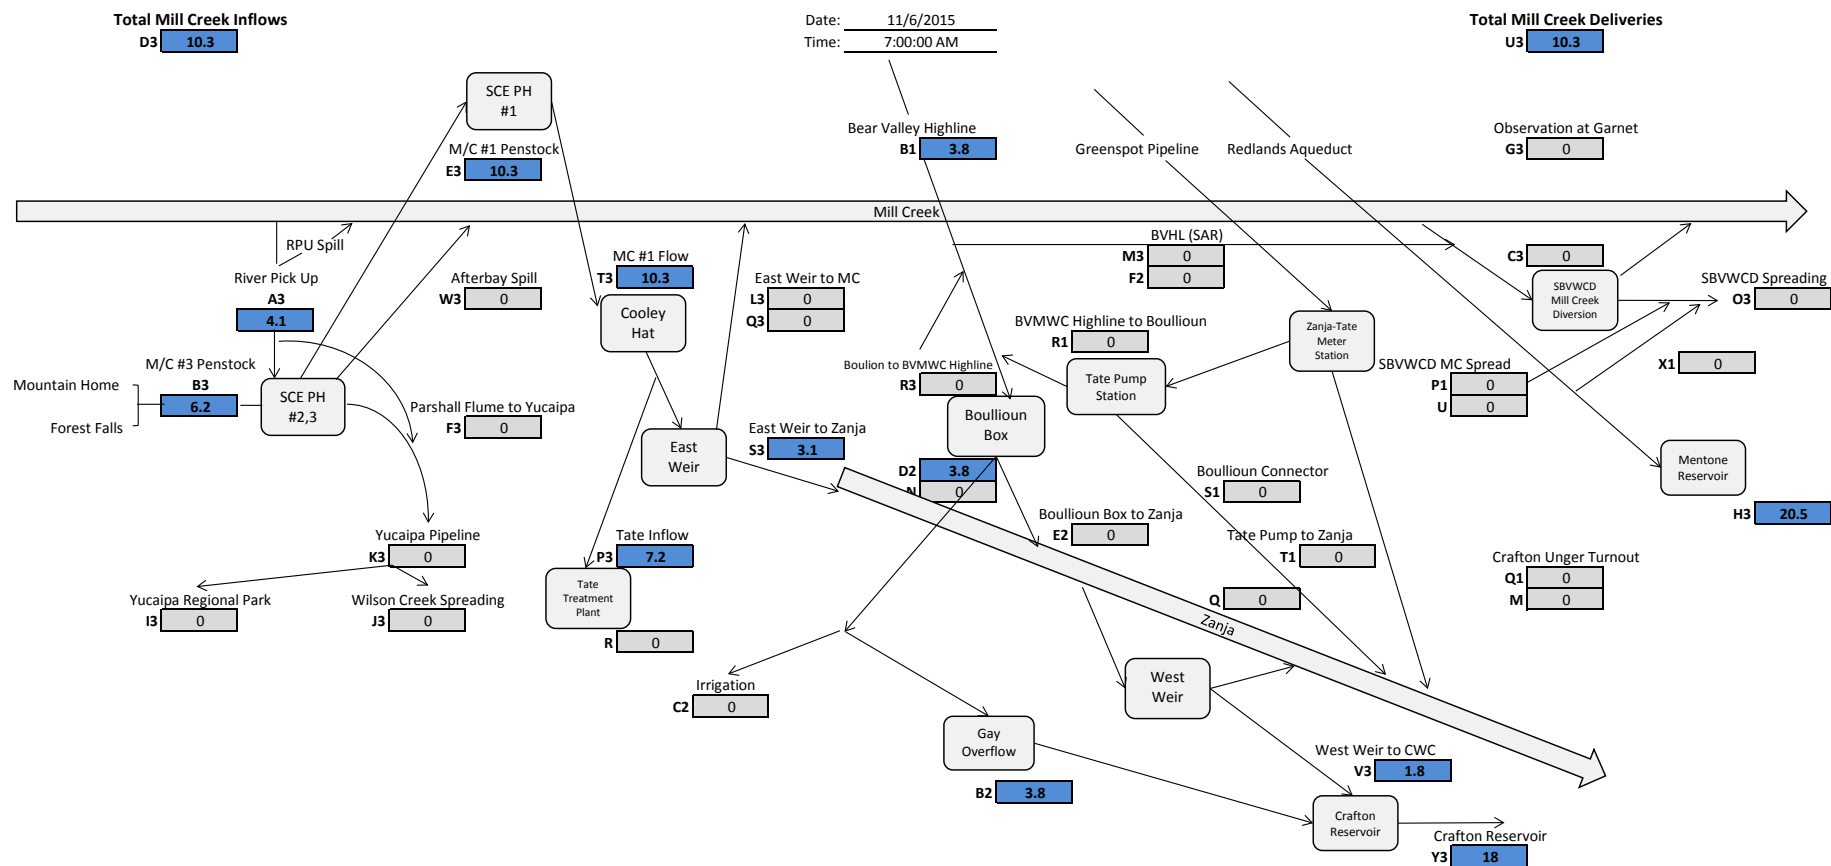 Total Mill Creek Inflows
D3 10.3
Date: 11/6/2015
Time: 7:00:00 AM
Total Mill Creek Deliveries
U3 10.3
SCE PH
#1
M/C #1 Penstock
E3 10.3
Bear Valley Highline
B1 3.8
Greenspot Pipeline
Redlands Aqueduct
Observation at Garnet
G3 0
Mill Creek
RPU Spill
River Pick Up
A3
4.1
Afterbay Spill
W3 0
MC #1 Flow
T3 10.3
Cooley
Hat
East Weir to MC
L3 0
Q3 0
BVHL (SAR)
M3 0
F2 0
C3 0
SBVWCD
Mill Creek
Diversion
SBVWCD Spreading
O3 0
BVMWC Highline to Boullioun
R1 0
Zanja-Tate
Meter
Station
M/C #3 Penstock
B3
6.2
Mountain Home
Forest Falls
SCE PH
#2,3
Boulion to BVMWC Highline
R3 0
Tate Pump
Station
SBVWCD MC Spread
P1 0
U 0
X1 0
Parshall Flume to Yucaipa
F3 0
East
Weir
East Weir to Zanja
S3 3.1
Boullioun
Box
D2 3.8
N 0
Boullioun Connector
S1 0
Mentone
Reservoir
H3 20.5
Yucaipa Pipeline
K3 0
Tate Inflow
P3 7.2
Boullioun Box to Zanja
E2 0
Tate Pump to Zanja
T1 0
Crafton Unger Turnout
Q1 0
M 0
Yucaipa Regional Park
I3 0
Wilson Creek Spreading
J3 0
Tate
Treatment
Plant
R 0
Q 0
Zanja
Irrigation
C2 0
West
Weir
Gay
Overflow
B2 3.8
West Weir to CWC
V3 1.8
Crafton
Reservoir
Crafton Reservoir
Y3 18